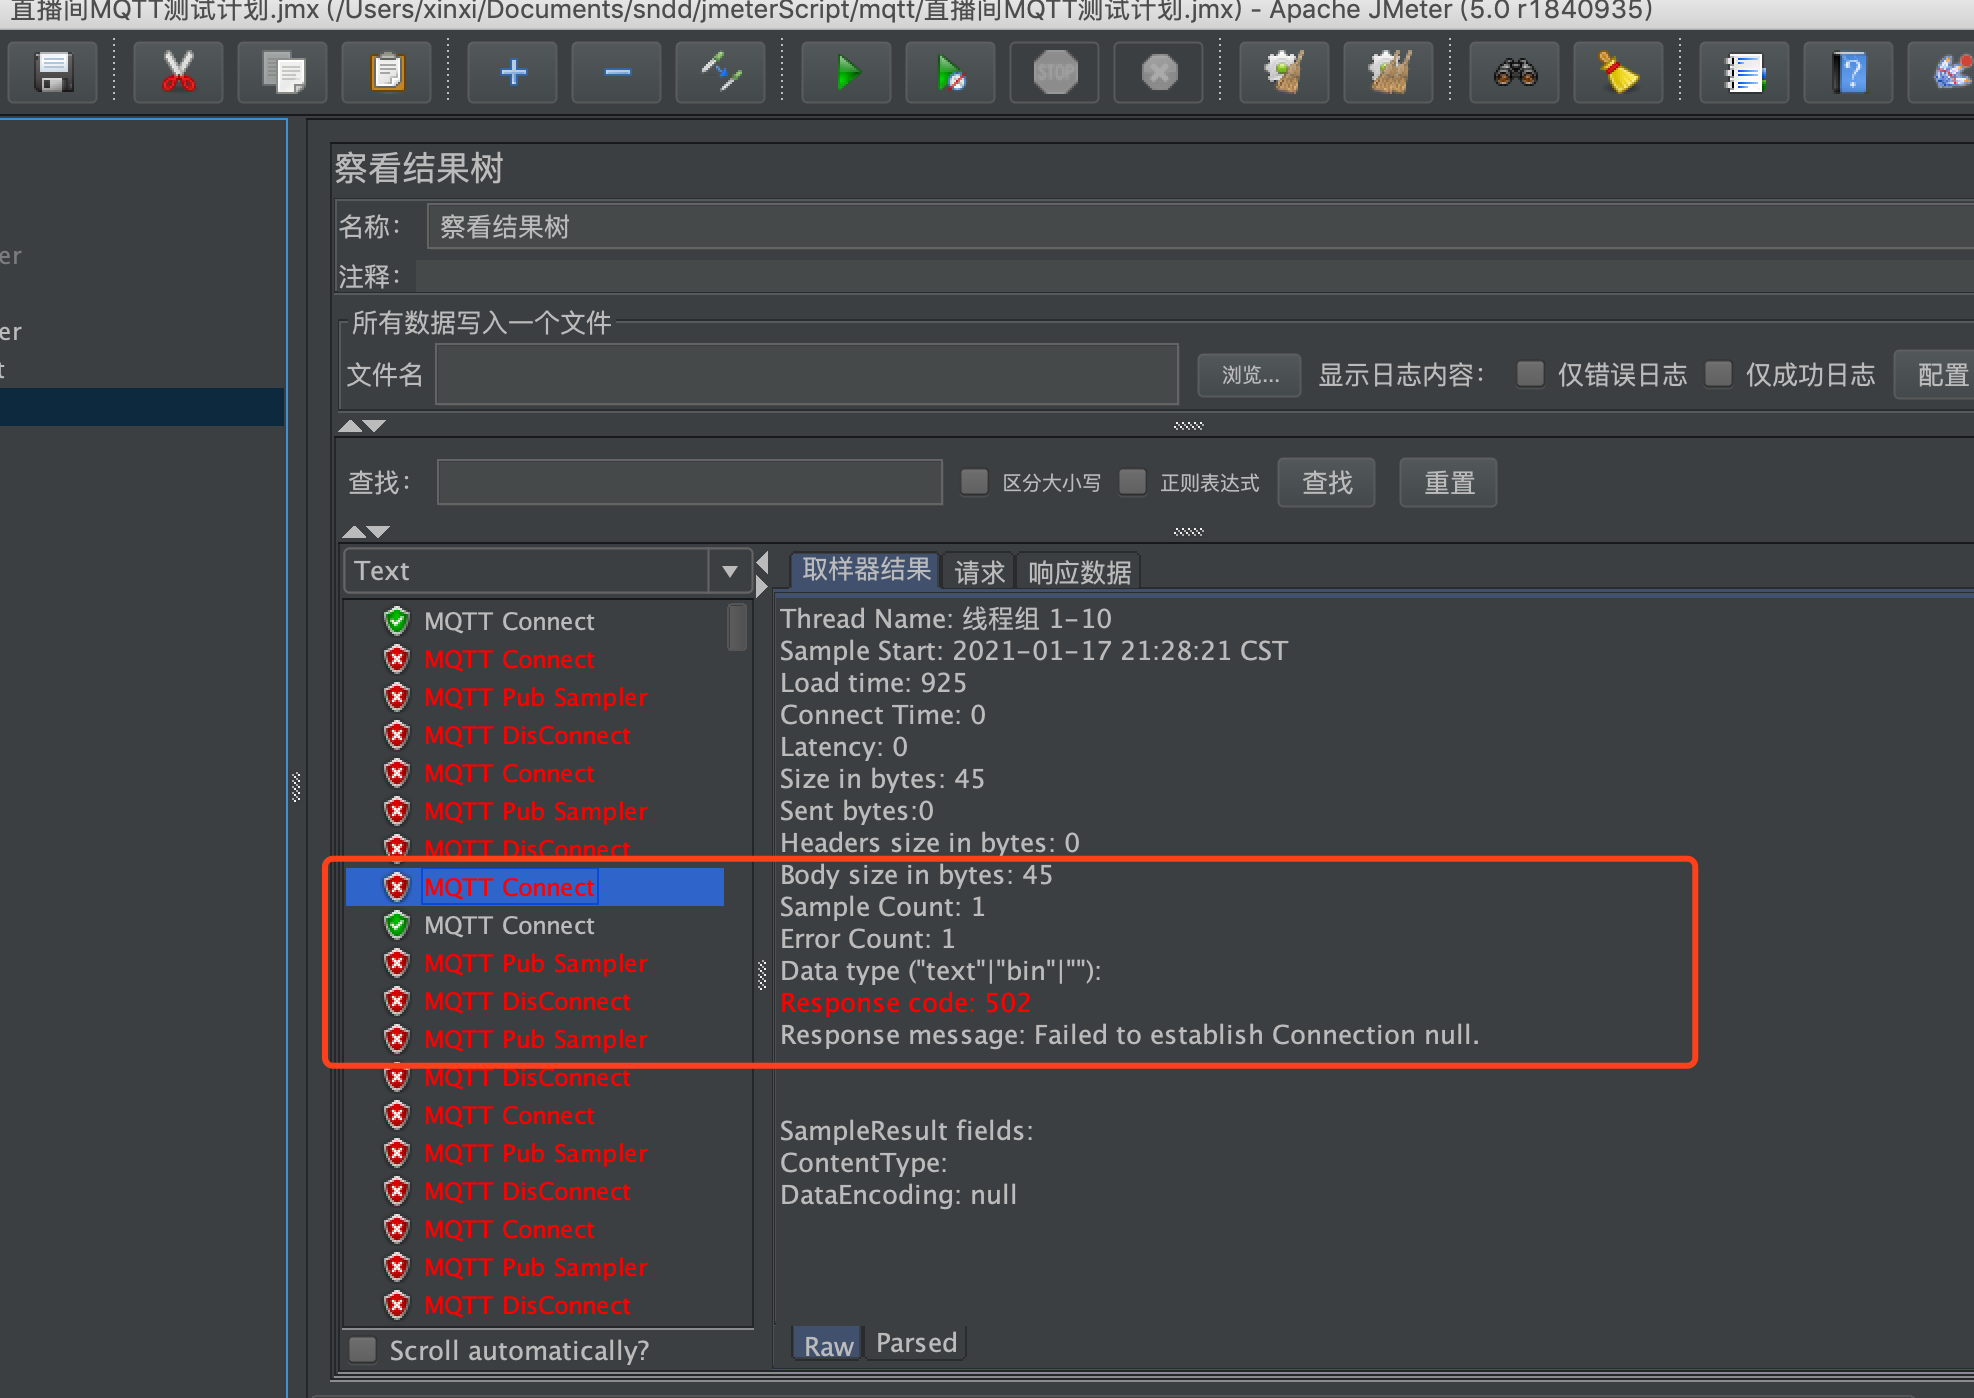 直播间MQTT测试计划.jmx (/Users/xinxi/Documents/sndd/jmeterScript/mqtt/直播间MQTT测试计划.jmx) - Apache JMeter (5.0 r1840935)
STOP
er
er
t
察看结果树
名称：
察看结果树
注释：
所有数据写入一个文件
文件名
浏览...
显示日志内容：
仅错误日志
仅成功日志
配置
查找：
区分大小写
正则表达式
查找
重置
Text
取样器结果
请求
响应数据
MQTT Connect
MQTT Connect
MQTT Pub Sampler
MQTT DisConnect
MQTT Connect
MQTT Pub Sampler
MQTT DisConnect
MQTT Connect
MQTT Connect
MQTT Pub Sampler
MQTT DisConnect
MQTT Pub Sampler
MQTT DisConnect
MQTT Connect
MQTT Pub Sampler
MQTT DisConnect
MQTT Connect
MQTT Pub Sampler
MQTT DisConnect
Scroll automatically?
Thread Name: 线程组 1-10
Sample Start: 2021-01-17 21:28:21 CST
Load time: 925
Connect Time: 0
Latency: 0
Size in bytes: 45
Sent bytes:0
Headers size in bytes: 0
Body size in bytes: 45
Sample Count: 1
Error Count: 1
Data type ("text"|"bin"|""):
Response code: 502
Response message: Failed to establish Connection null.
SampleResult fields:
ContentType:
DataEncoding: null
Raw
Parsed